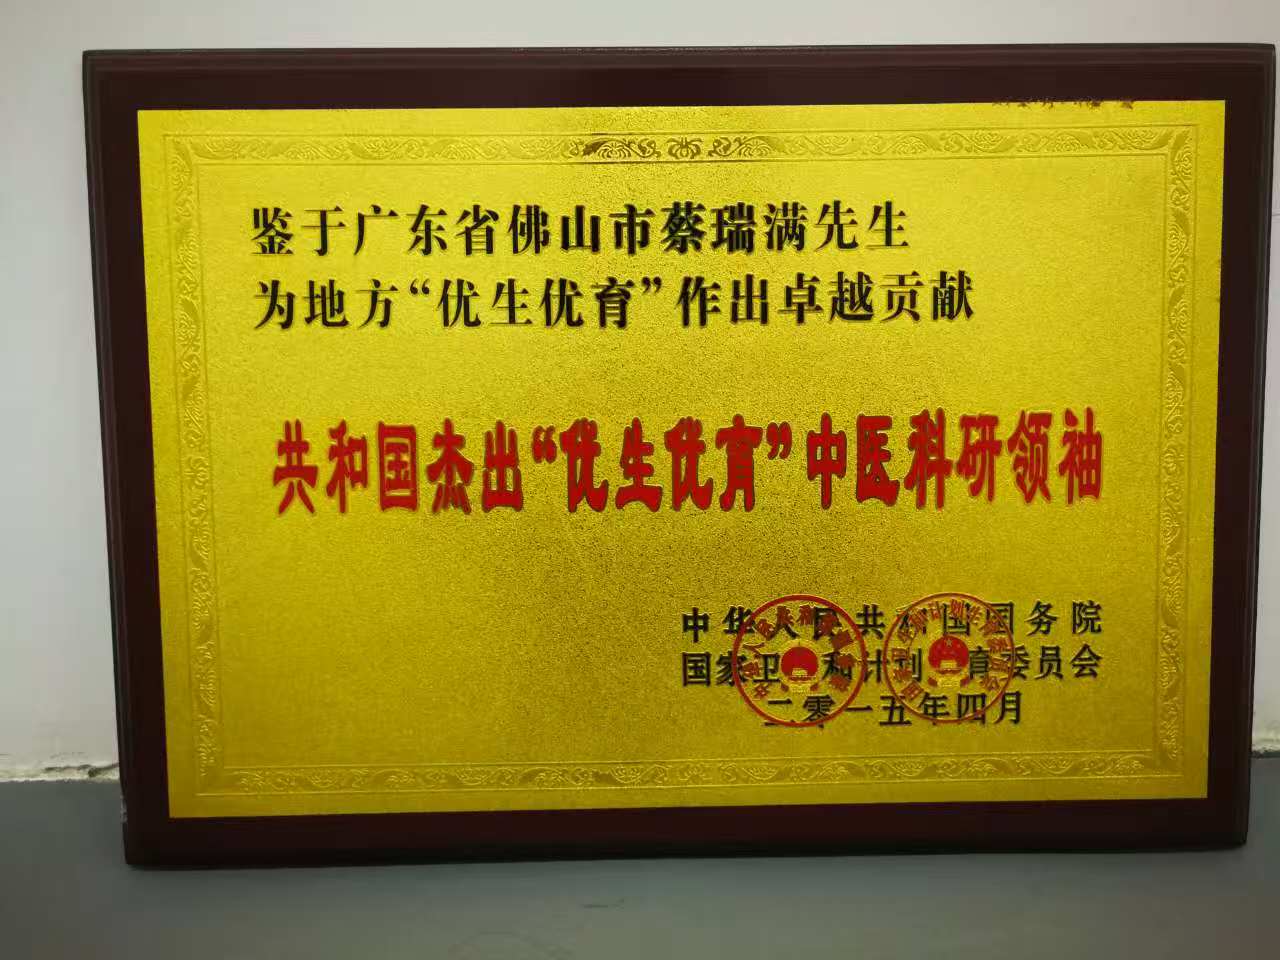 鉴于广东省佛山市蔡瑞满先生
为地方“优生优育”作出卓越贡献
共和国杰出“优生优育”中医科研领袖
中华人民共和国国务院
国家卫生和计划生育委员会
二零一五年四月